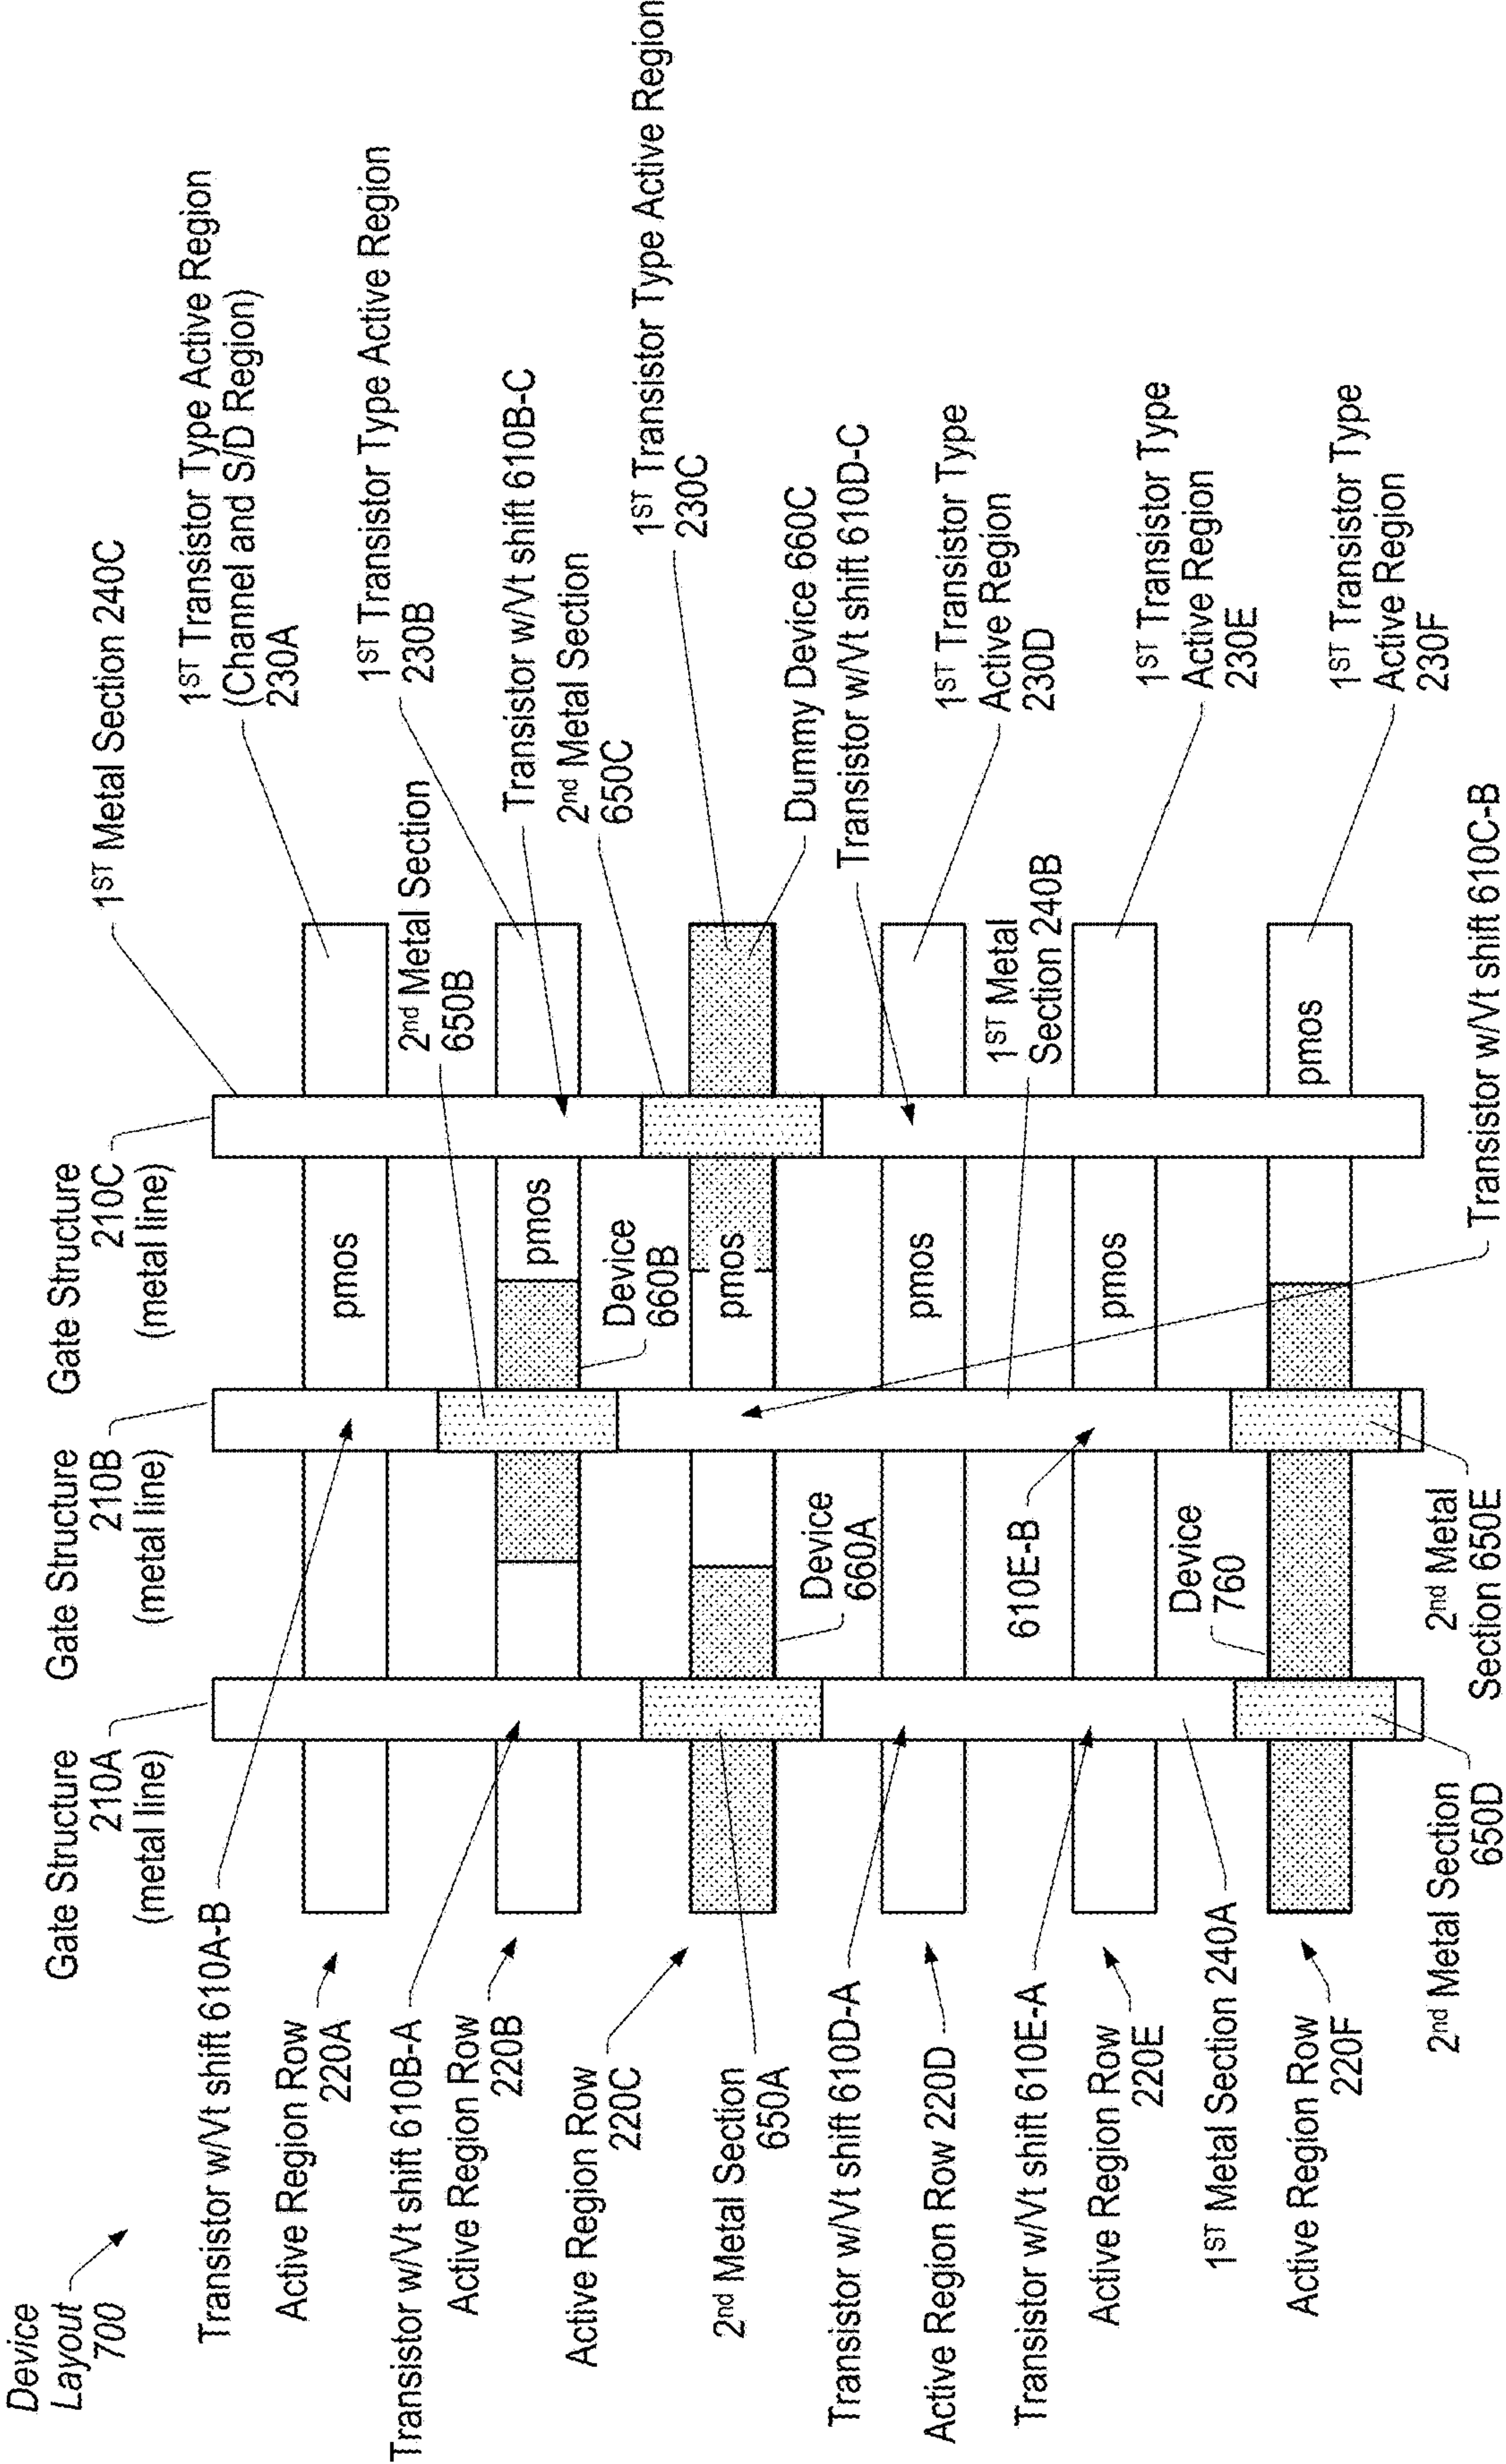 Device
Layout
700
Gate Structure
210A
(metal line)
Gate Structure
210B
(metal line)
Gate Structure
210C
(metal line)
1ST Metal Section 240C
Transistor w/Vt shift 610A-B
Active Region Row
220A
Transistor w/Vt shift 610B-A
Active Region Row
220B
Active Region Row
220C
2nd Metal Section
650A
Transistor w/Vt shift 610D-A
Active Region Row 220D
Transistor w/Vt shift 610E-A
Active Region Row
220E
1ST Metal Section 240A
Active Region Row
220F
pmos
pmos
Device
660B
pmos
Device
660A
pmos
610E-B
pmos
Device
760
pmos
2nd Metal Section
650D
2nd Metal
Section 650E
1ST Transistor Type Active Region
(Channel and S/D Region)
230A
1ST Transistor Type Active Region
230B
2nd Metal Section
650B
Transistor w/Vt shift 610B-C
2nd Metal Section
650C
1ST Transistor Type Active Region
230C
Dummy Device 660C
Transistor w/Vt shift 610D-C
1ST Transistor Type
Active Region
230D
1ST Metal
Section 240B
1ST Transistor Type
Active Region
230E
1ST Transistor Type
Active Region
230F
Transistor w/Vt shift 610C-B